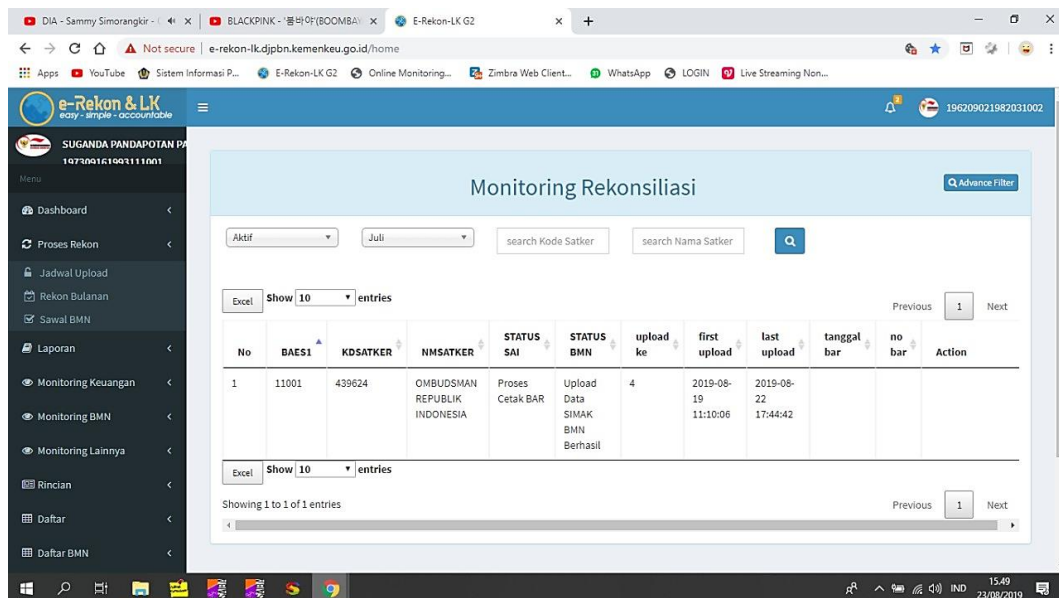 DIA - Sammy Simorangkir -
BLACKPINK - '붐바야'(BOOMBAY
E-Rekon-LK G2
Not secure | e-rekon-lk.djpbn.kemenkeu.go.id/home
Apps YouTube Sistem Informasi P... E-Rekon-LK G2 Online Monitoring... Zimbra Web Client... WhatsApp LOGIN Live Streaming Non...
e-Rekon & LK
easy - simple - accountable
196209021982031002
SUGANDA PANDAPOTAN PA
197309161993111001
Menu
Dashboard
Proses Rekon
Jadwal Upload
Rekon Bulanan
Sawal BMN
Laporan
Monitoring Keuangan
Monitoring BMN
Monitoring Lainnya
Rincian
Daftar
Daftar BMN
Monitoring Rekonsiliasi
Advance Filter
Aktif Juli search Kode Satker search Nama Satker
Excel Show 10 entries
Previous 1 Next
No BAES1 KDSATKER NMSATKER STATUS SAI STATUS BMN upload ke first upload last upload tanggal bar no bar Action
1 11001 439624 OMBUDSMAN REPUBLIK INDONESIA Proses Cetak BAR Upload Data SIMAK BMN Berhasil 4 2019-08-19 11:10:06 2019-08-22 17:44:42
Excel Show 10 entries
Showing 1 to 1 of 1 entries
Previous 1 Next
IND
15.49
23/08/2019